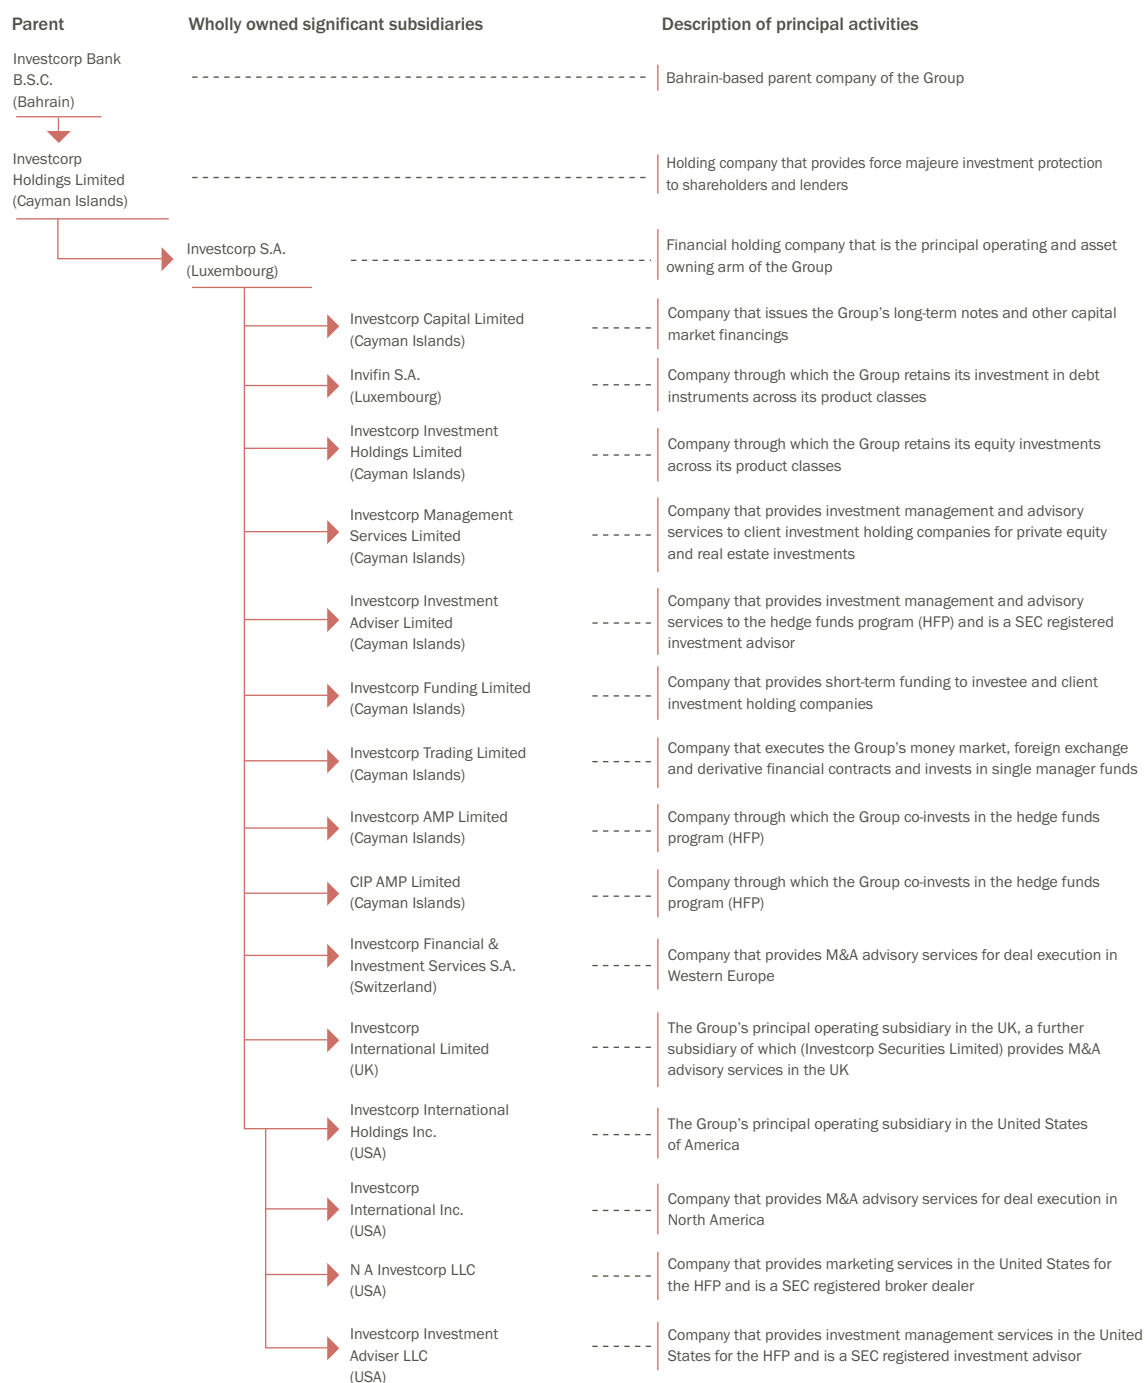 Parent
Wholly owned significant subsidiaries
Description of principal activities
Investcorp Bank
B.S.C.
(Bahrain)
Bahrain-based parent company of the Group
Investcorp
Holdings Limited
(Cayman Islands)
Holding company that provides force majeure investment protection
to shareholders and lenders
Investcorp S.A.
(Luxembourg)
Financial holding company that is the principal operating and asset
owning arm of the Group
Investcorp Capital Limited
(Cayman Islands)
Company that issues the Group’s long-term notes and other capital
market financings
Invifin S.A.
(Luxembourg)
Company through which the Group retains its investment in debt
instruments across its product classes
Investcorp Investment
Holdings Limited
(Cayman Islands)
Company through which the Group retains its equity investments
across its product classes
Investcorp Management
Services Limited
(Cayman Islands)
Company that provides investment management and advisory
services to client investment holding companies for private equity
and real estate investments
Investcorp Investment
Adviser Limited
(Cayman Islands)
Company that provides investment management and advisory
services to the hedge funds program (HFP) and is a SEC registered
investment advisor
Investcorp Funding Limited
(Cayman Islands)
Company that provides short-term funding to investee and client
investment holding companies
Investcorp Trading Limited
(Cayman Islands)
Company that executes the Group’s money market, foreign exchange
and derivative financial contracts and invests in single manager funds
Investcorp AMP Limited
(Cayman Islands)
Company through which the Group co-invests in the hedge funds
program (HFP)
CIP AMP Limited
(Cayman Islands)
Company through which the Group co-invests in the hedge funds
program (HFP)
Investcorp Financial &
Investment Services S.A.
(Switzerland)
Company that provides M&A advisory services for deal execution in
Western Europe
Investcorp
International Limited
(UK)
The Group’s principal operating subsidiary in the UK, a further
subsidiary of which (Investcorp Securities Limited) provides M&A
advisory services in the UK
Investcorp International
Holdings Inc.
(USA)
The Group’s principal operating subsidiary in the United States
of America
Investcorp
International Inc.
(USA)
Company that provides M&A advisory services for deal execution in
North America
N A Investcorp LLC
(USA)
Company that provides marketing services in the United States for
the HFP and is a SEC registered broker dealer
Investcorp Investment
Adviser LLC
(USA)
Company that provides investment management services in the United
States for the HFP and is a SEC registered investment advisor